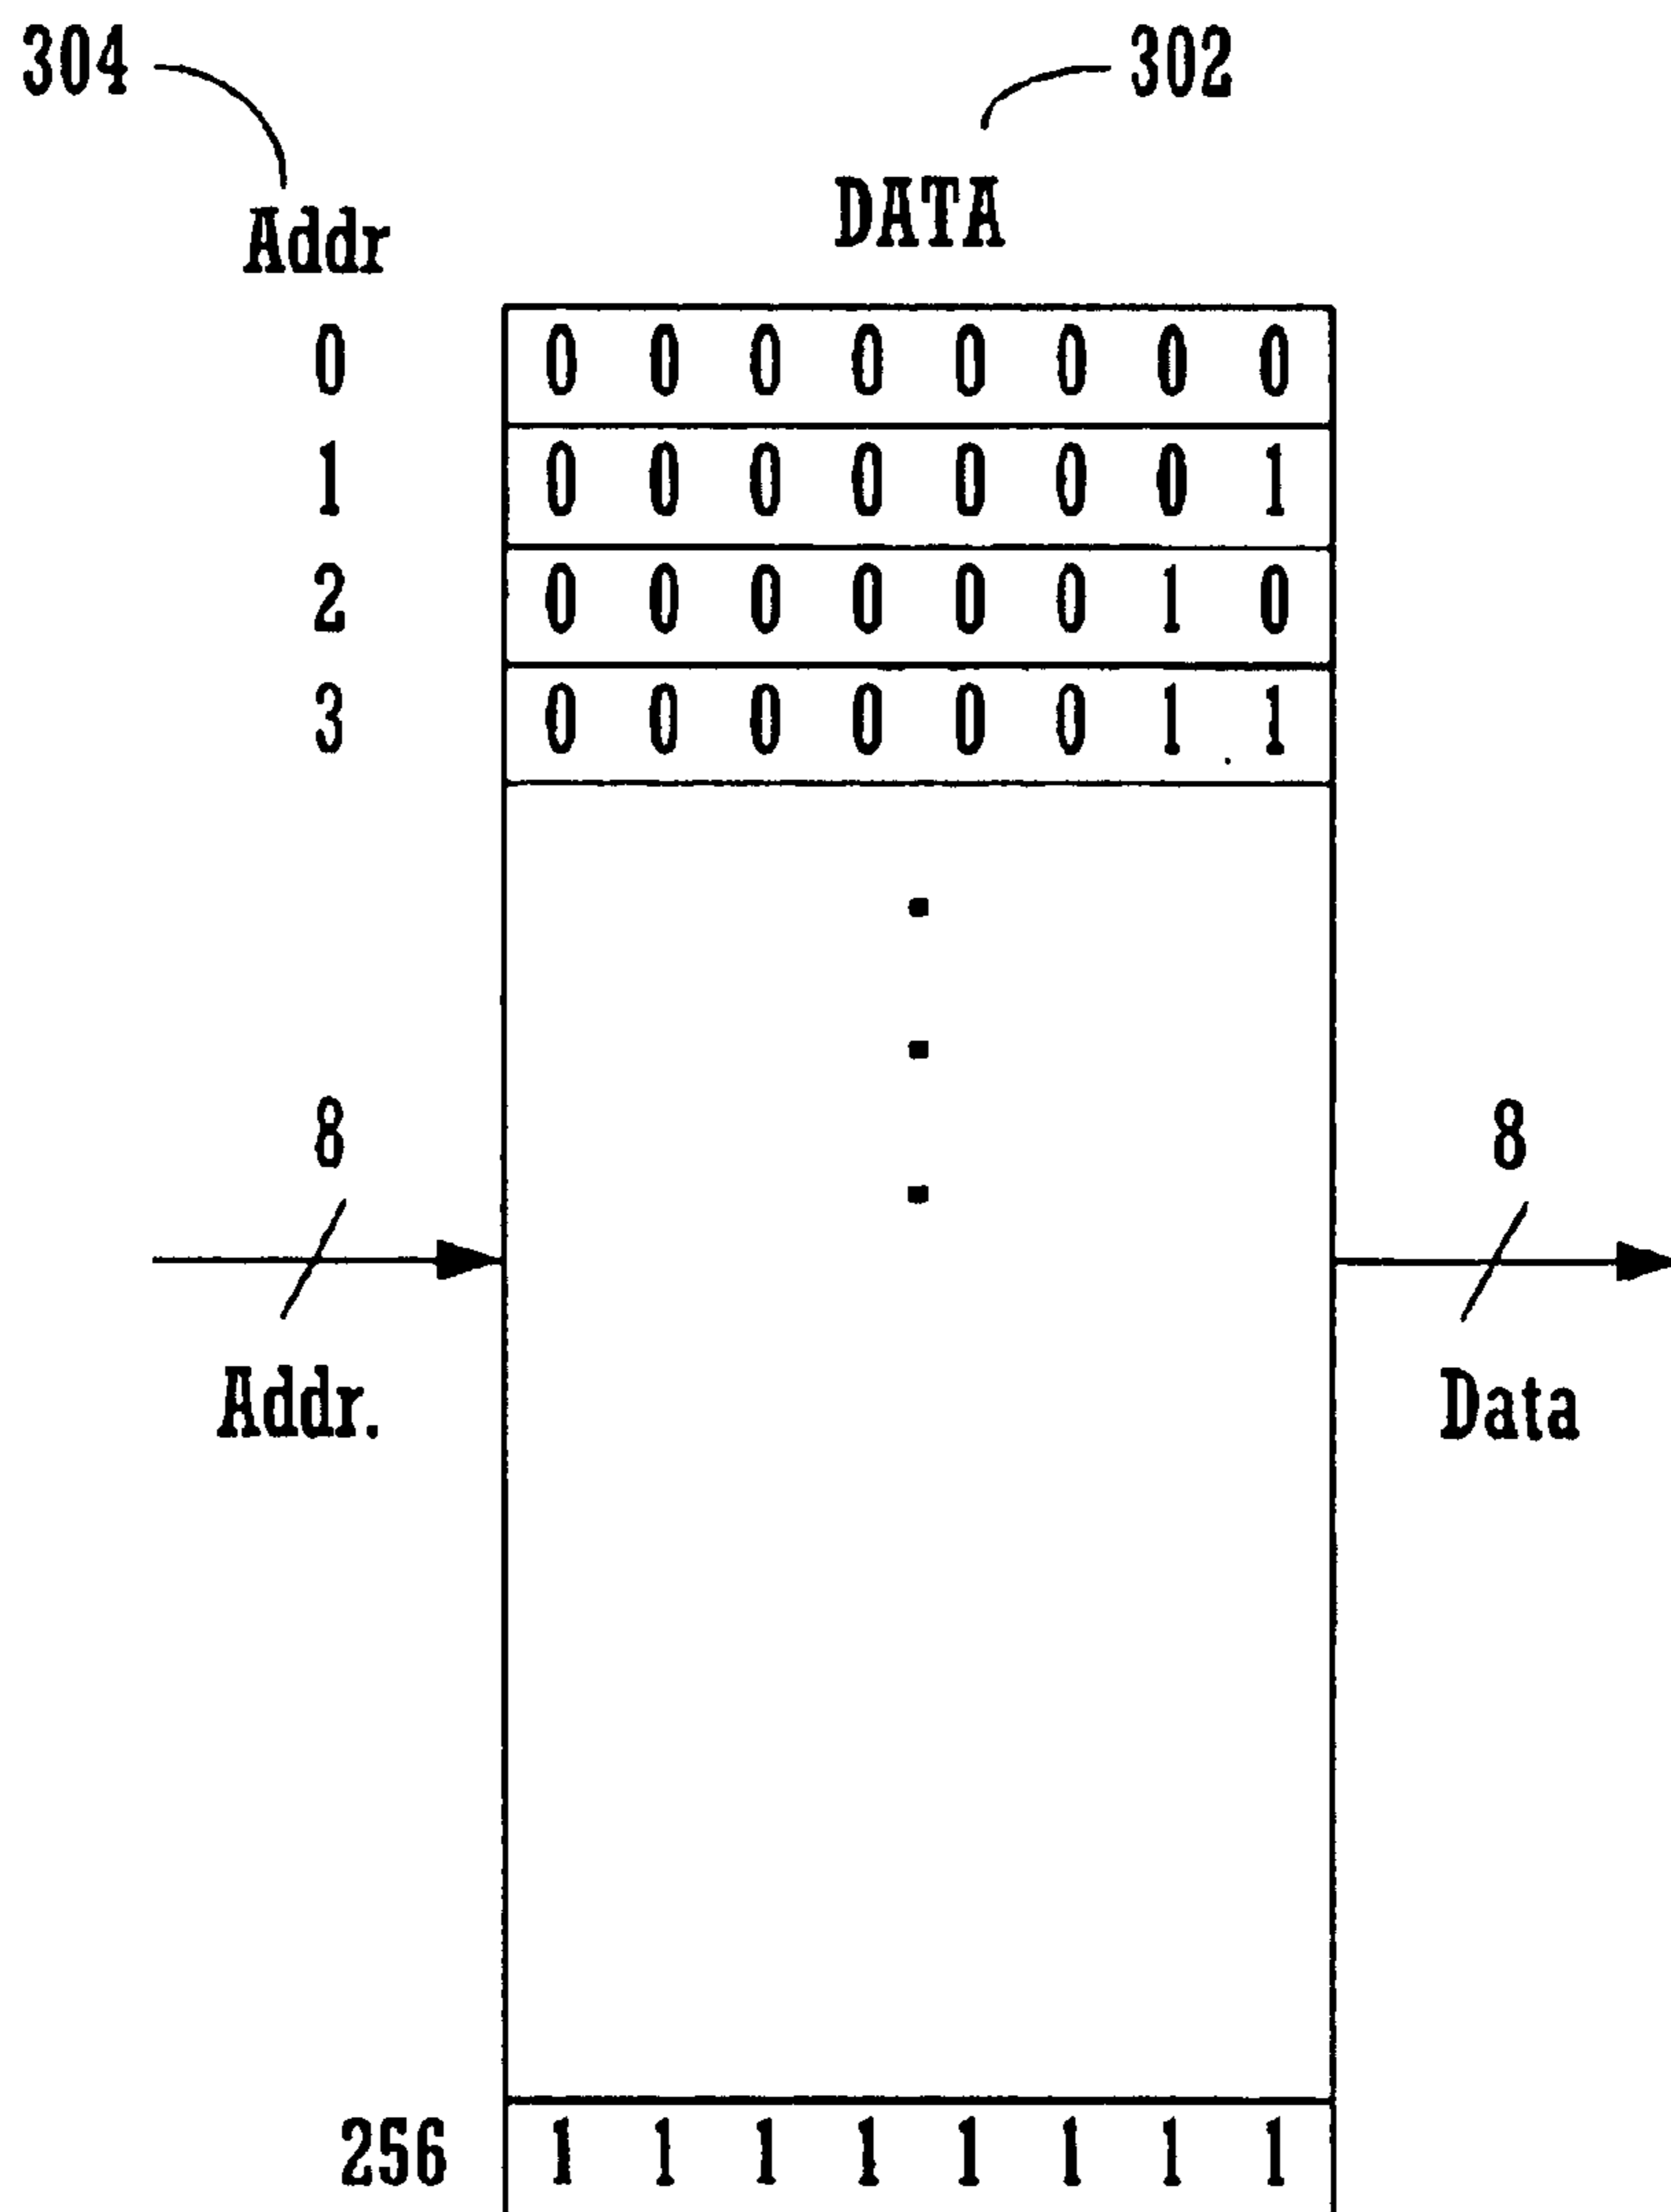 304 302
DATA
Addr
0 0 0 0 0 0 0 0 0
1 0 0 0 0 0 0 0 1
2 0 0 0 0 0 0 1 0
3 0 0 0 0 0 0 1 1
8 8
Addr. Data
256 1 1 1 1 1 1 1 1